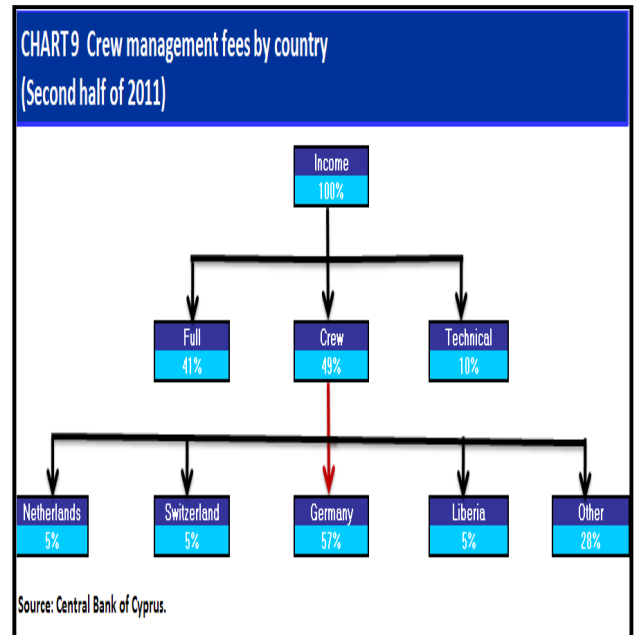 CHART 9 Crew management fees by country
(Second half of 2011)
Income
100%
Full
41%
Crew
49%
Technical
10%
Netherlands
5%
Switzerland
5%
Germany
57%
Liberia
5%
Other
28%
Source: Central Bank of Cyprus.